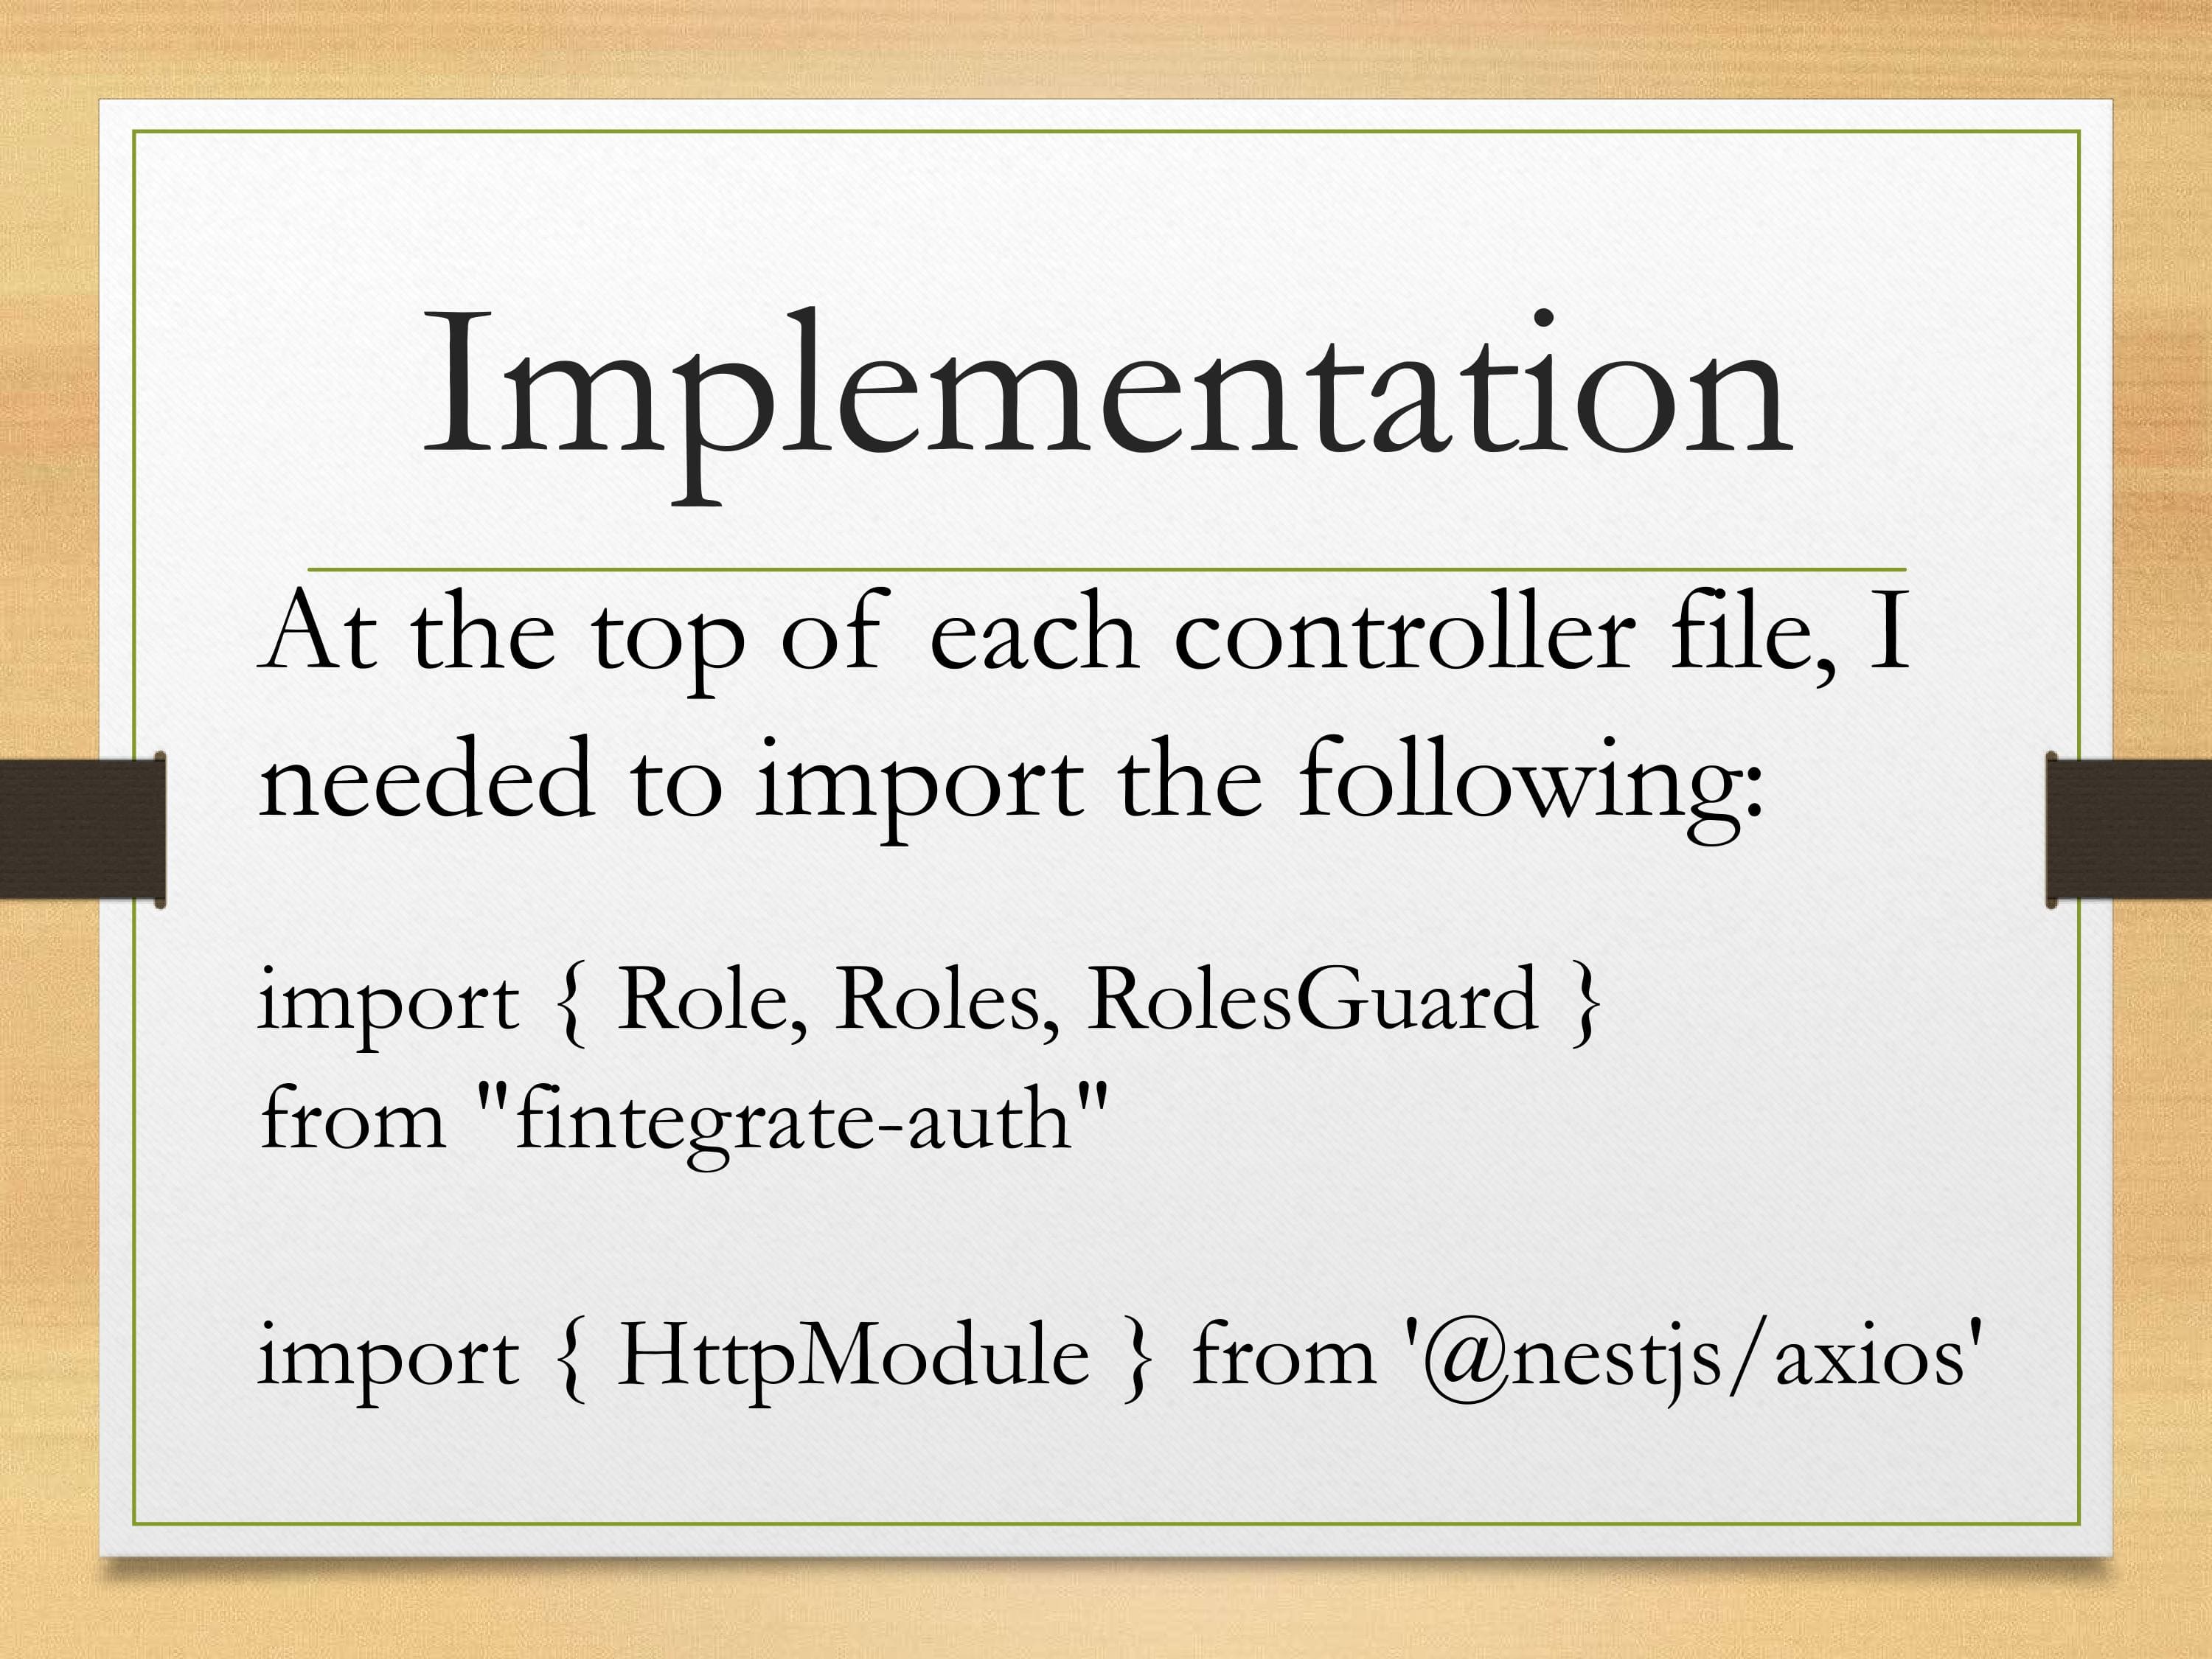 Implementation
At the top of each controller file, I
needed to import the following:
import { Role, Roles, RolesGuard }
from "fintegrate-auth"
import { HttpModule } from '@nestjs/axios'